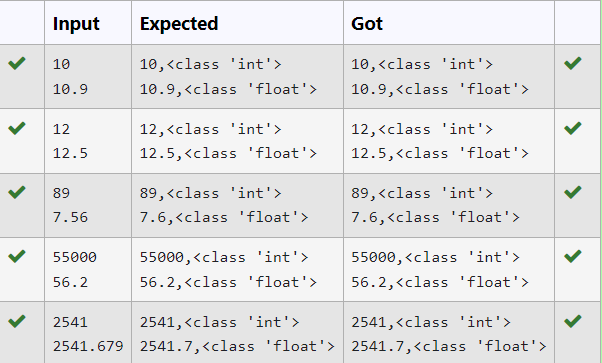 Input Expected Got
10 10,<class 'int'> 10,<class 'int'>
10.9 10.9,<class 'float'> 10.9,<class 'float'>
12 12,<class 'int'> 12,<class 'int'>
12.5 12.5,<class 'float'> 12.5,<class 'float'>
89 89,<class 'int'> 89,<class 'int'>
7.56 7.6,<class 'float'> 7.6,<class 'float'>
55000 55000,<class 'int'> 55000,<class 'int'>
56.2 56.2,<class 'float'> 56.2,<class 'float'>
2541 2541,<class 'int'> 2541,<class 'int'>
2541.679 2541.7,<class 'float'> 2541.7,<class 'float'>